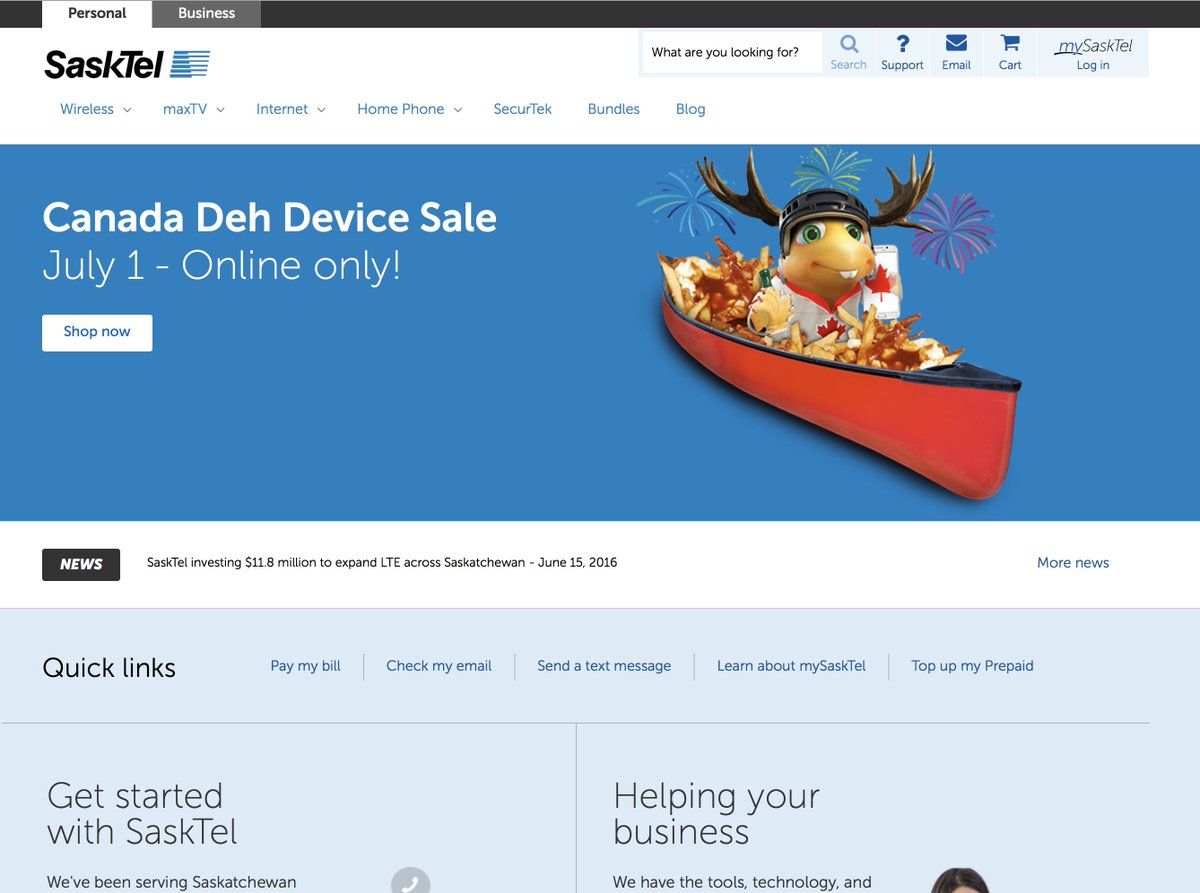 Personal
Business
SaskTel
What are you looking for?
Search
Support
Email
Cart
mySaskTel
Log in
Wireless
maxTV
Internet
Home Phone
SecurTek
Bundles
Blog
Canada Deh Device Sale
July 1 - Online only!
Shop now
NEWS
SaskTel investing $11.8 million to expand LTE across Saskatchewan - June 15, 2016
More news
Quick links
Pay my bill
Check my email
Send a text message
Learn about mySaskTel
Top up my Prepaid
Get started
with SaskTel
We've been serving Saskatchewan
Helping your
business
We have the tools, technology, and